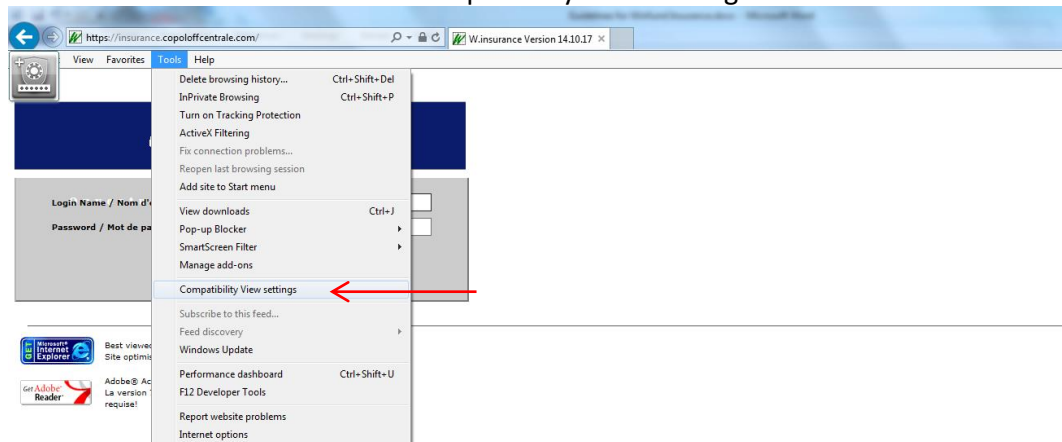 https://insurance.copoloffcentrale.com/
W.insurance Version 14.10.17
View Favorites Tools Help
Delete browsing history... Ctrl+Shift+Del
InPrivate Browsing Ctrl+Shift+P
Turn on Tracking Protection
ActiveX Filtering
Fix connection problems...
Reopen last browsing session
Add site to Start menu
Login Name / Nom d'
View downloads Ctrl+J
Password / Mot de pa
Pop-up Blocker
SmartScreen Filter
Manage add-ons
Compatibility View settings
Subscribe to this feed...
Feed discovery
Windows Update
GET Microsoft Internet Explorer
Best viewed
Site optimis
Performance dashboard Ctrl+Shift+U
F12 Developer Tools
Get Adobe Reader
Adobe® Ac
La version
requise!
Report website problems
Internet options